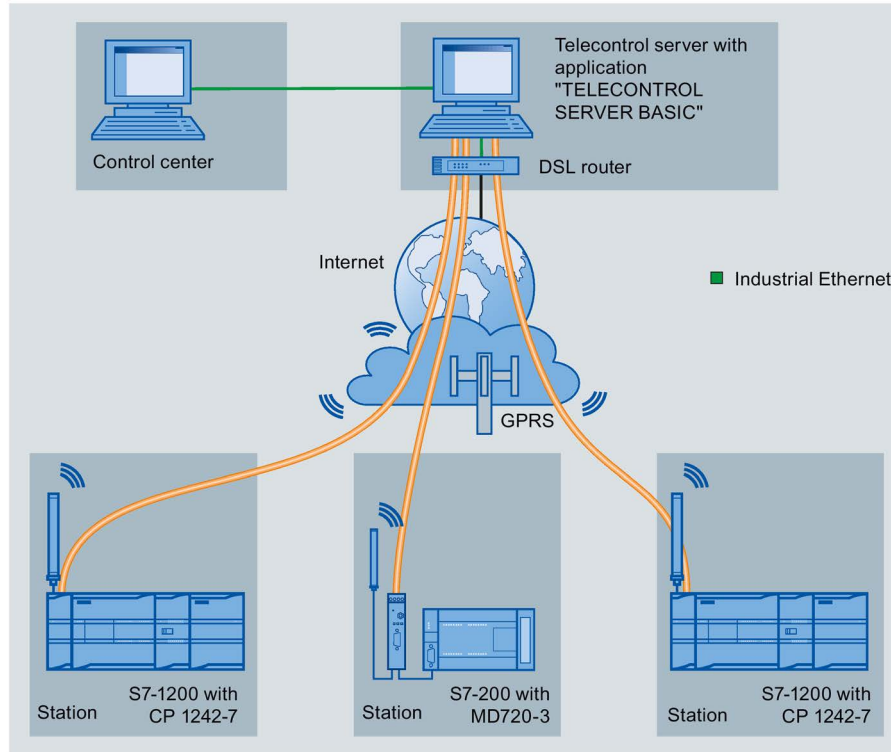 Telecontrol server with
application
"TELECONTROL
SERVER BASIC"
Control center
DSL router
Internet
Industrial Ethernet
GPRS
Station
S7-1200 with
CP 1242-7
Station
S7-200 with
MD720-3
Station
S7-1200 with
CP 1242-7